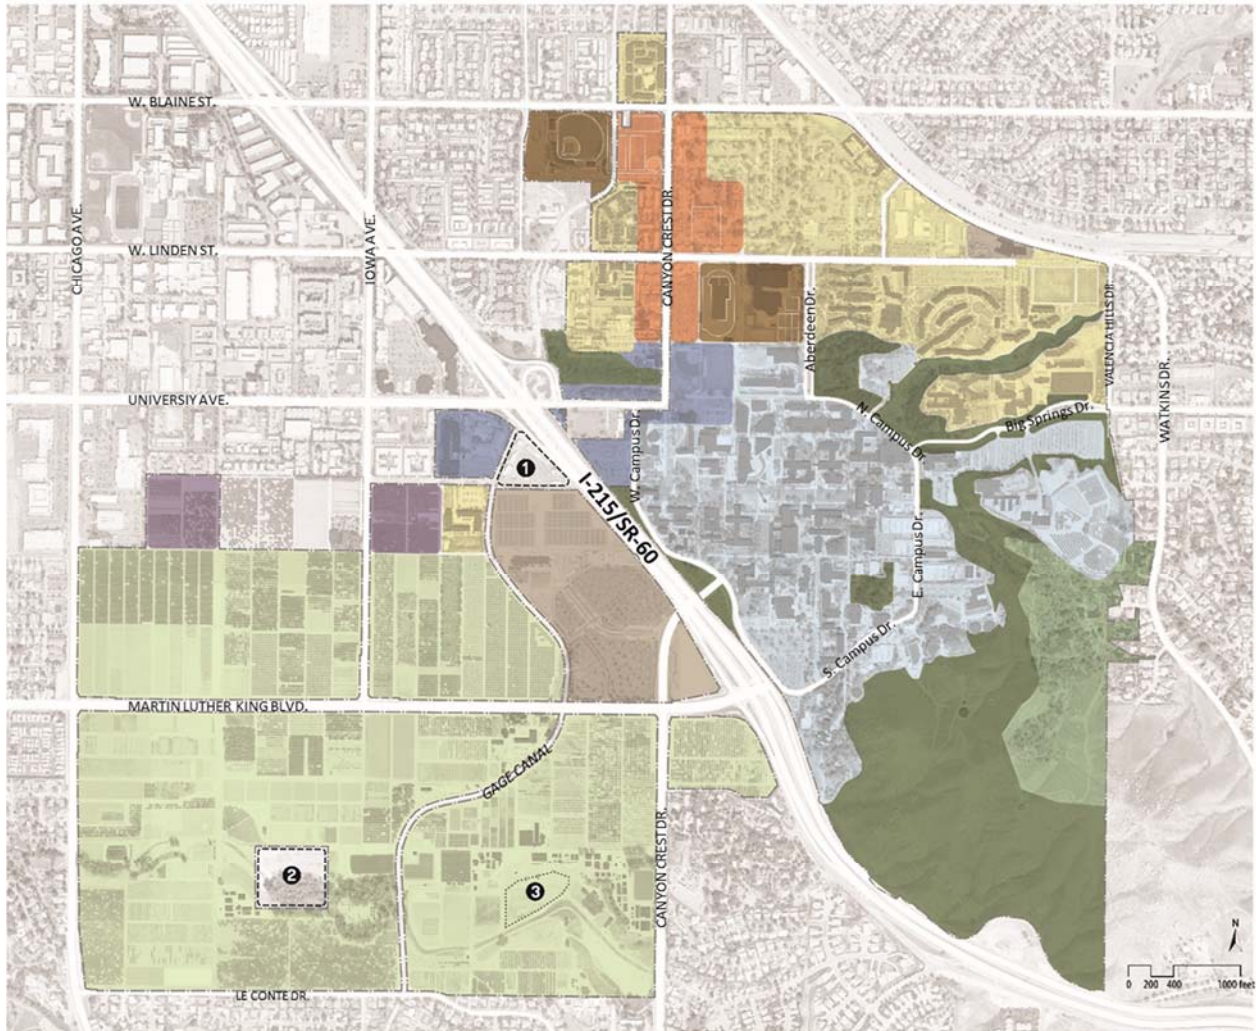 W. BLAINE ST.
CHICAGO AVE.
IOWA AVE.
W. LINDEN ST.
CANYON CREST DR.
Aberdeen Dr.
VALENCIA HILLS DR.
WATKINS DR.
UNIVERSIY AVE.
W. Campus Dr.
N. Campus Dr.
Big Springs Dr.
1
I-215/SR-60
E. Campus Dr.
S. Campus Dr.
MARTIN LUTHER KING BLVD.
GAGE CANAL
CANYON CREST DR.
2
3
LE CONTE DR.
N
0 200 400 1000 feet